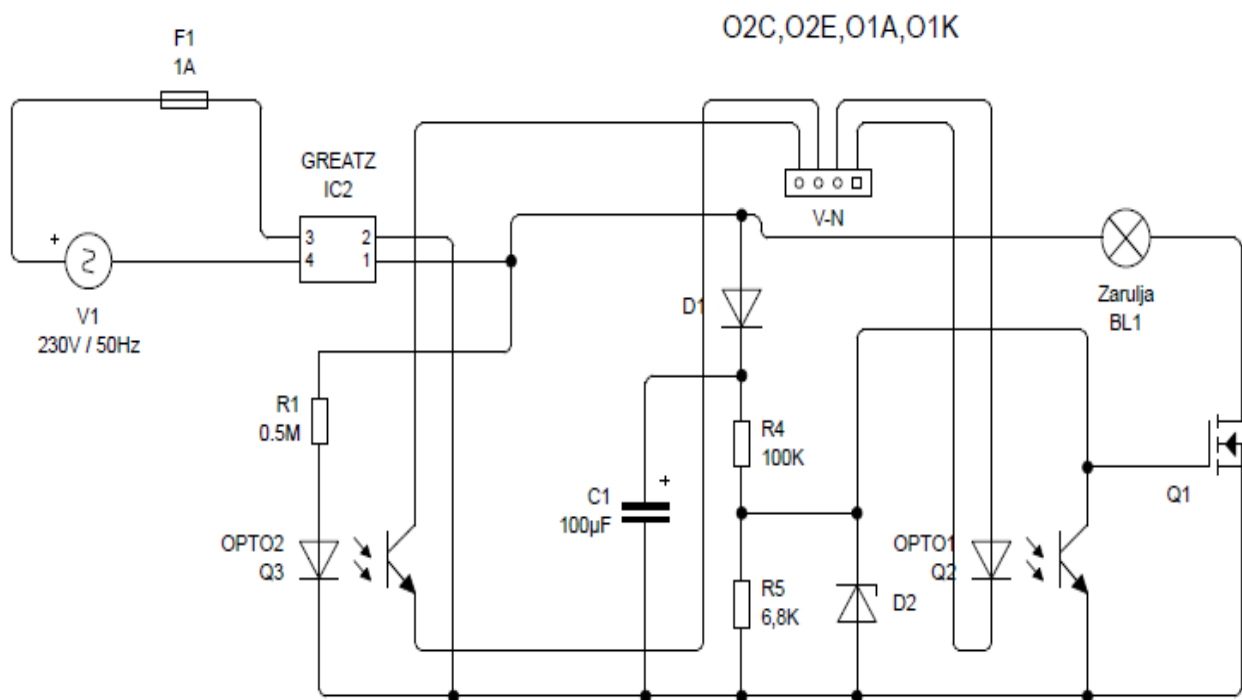 O2C,O2E,O1A,O1K
F1
1A
GREATZ
IC2
3
2
4
1
V-N
+
V1
230V / 50Hz
D1
Zarulja
BL1
R1
0.5M
R4
100K
+
C1
100µF
Q1
OPTO2
Q3
OPTO1
Q2
R5
6,8K
D2